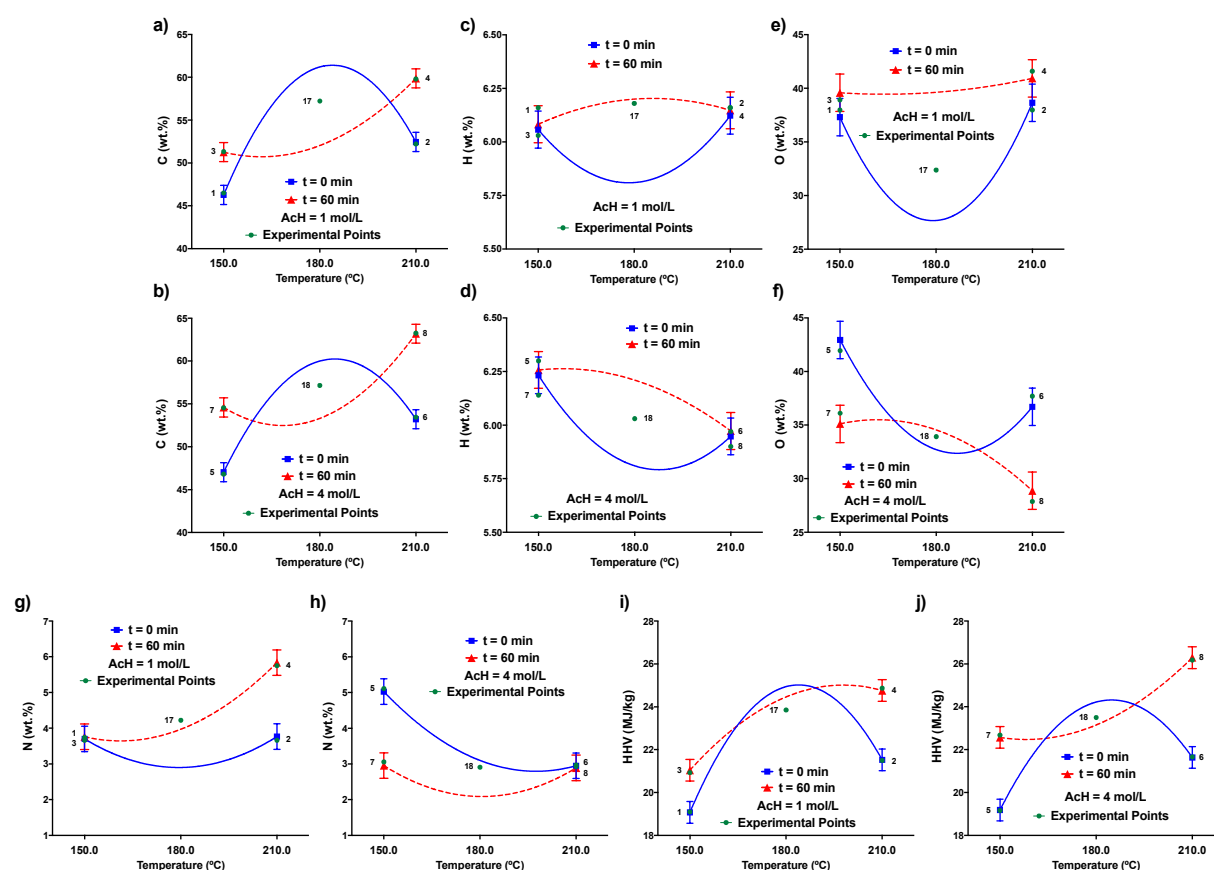 a)
65
60
55
50
45
40
C (wt.%)
17
4
3
2
1
t = 0 min
t = 60 min
AcH = 1 mol/L
Experimental Points
150.0
180.0
210.0
Temperature (ºC)
c)
6.50
6.25
6.00
5.75
5.50
H (wt.%)
t = 0 min
t = 60 min
1
3
17
2
4
AcH = 1 mol/L
Experimental Points
150.0
180.0
210.0
Temperature (ºC)
e)
45
40
35
30
25
O (wt.%)
t = 0 min
t = 60 min
3
1
4
2
AcH = 1 mol/L
Experimental Points
17
150.0
180.0
210.0
Temperature (ºC)
b)
65
60
55
50
45
40
C (wt.%)
8
18
7
6
5
t = 0 min
t = 60 min
AcH = 4 mol/L
Experimental Points
150.0
180.0
210.0
Temperature (ºC)
d)
6.50
6.25
6.00
5.75
5.50
H (wt.%)
t = 0 min
t = 60 min
5
7
18
6
8
AcH = 4 mol/L
Experimental Points
150.0
180.0
210.0
Temperature (ºC)
f)
45
40
35
30
25
O (wt.%)
5
7
18
6
8
t = 0 min
t = 60 min
AcH = 4 mol/L
Experimental Points
150.0
180.0
210.0
Temperature (ºC)
g)
7
6
5
4
3
2
1
N (wt.%)
t = 0 min
t = 60 min
AcH = 1 mol/L
Experimental Points
4
17
1
3
2
150.0
180.0
210.0
Temperature (ºC)
h)
7
6
5
4
3
2
1
N (wt.%)
t = 0 min
t = 60 min
AcH = 4 mol/L
Experimental Points
5
7
18
6
8
150.0
180.0
210.0
Temperature (ºC)
i)
28
26
24
22
20
18
HHV (MJ/kg)
4
17
3
2
1
t = 0 min
t = 60 min
AcH = 1 mol/L
Experimental Points
150.0
180.0
210.0
Temperature (ºC)
j)
28
26
24
22
20
18
HHV (MJ/kg)
8
18
7
6
5
t = 0 min
t = 60 min
AcH = 4 mol/L
Experimental Points
150.0
180.0
210.0
Temperature (ºC)